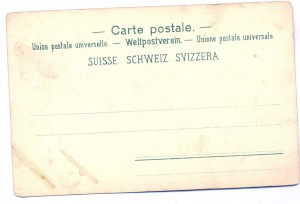 — Carte postale. —
Union postale universelle. — Weltpostverein. — Unione postale universale.
SUISSE. SCHWEIZ. SVIZZERA.